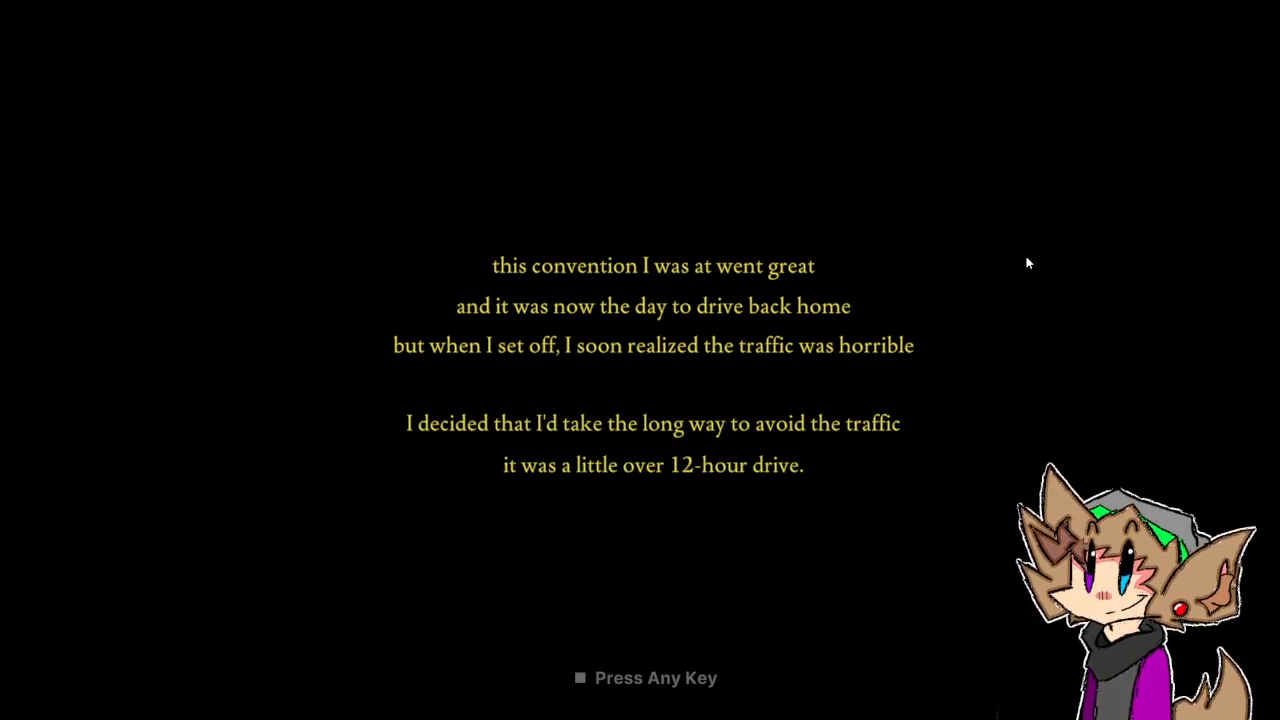 this convention I was at went great
and it was now the day to drive back home
but when I set off, I soon realized the traffic was horrible
I decided that I'd take the long way to avoid the traffic
it was a little over 12-hour drive.
Press Any Key